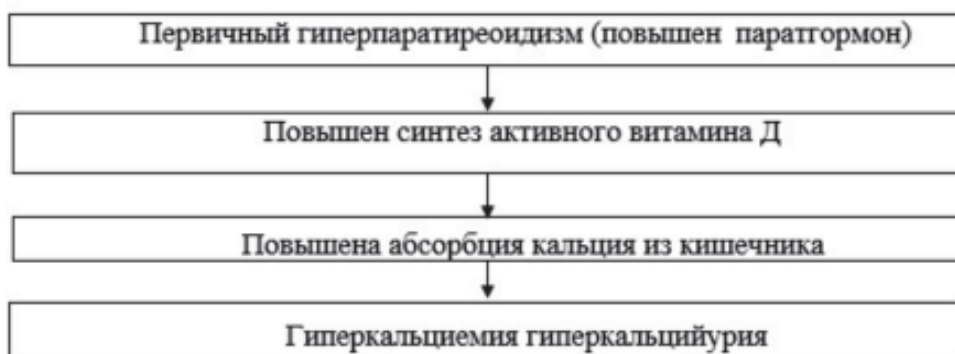 Первичный гиперпаратиреоидизм (повышен паратгормон)
Повышен синтез активного витамина Д
Повышена абсорбция кальция из кишечника
Гиперкальциемия гиперкальцийурия